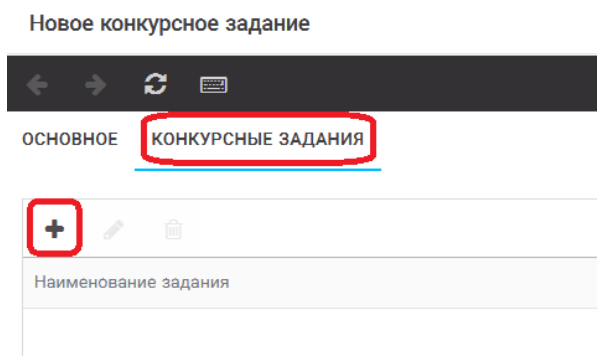 Новое конкурсное задание
ОСНОВНОЕ КОНКУРСНЫЕ ЗАДАНИЯ
Наименование задания